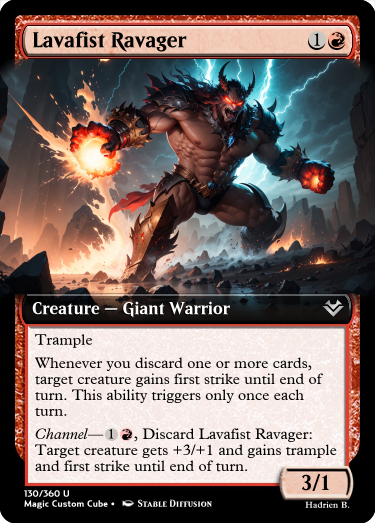 Lavafist Ravager 1
Creature — Giant Warrior
Trample
Whenever you discard one or more cards,
target creature gains first strike until end of
turn. This ability triggers only once each
turn.
Channel—1, Discard Lavafist Ravager:
Target creature gets +3/+1 and gains trample
and first strike until end of turn.
3/1
130/360 U
Magic Custom Cube • Stable Diffusion
Hadrien B.